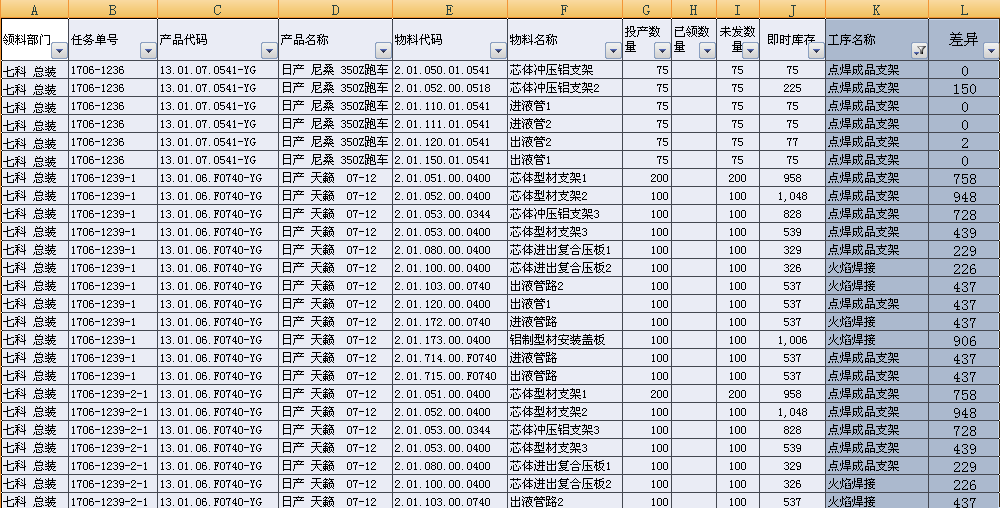 A B C D E F G H I J K L
领料部门 任务单号 产品代码 产品名称 物料代码 物料名称 投产数量 已领数量 未发数量 即时库存 工序名称 差异
七科 总装 1706-1236 13.01.07.0541-YG 日产 尼桑 350Z跑车 2.01.050.01.0541 芯体冲压铝支架 75 75 75 点焊成品支架 0
七科 总装 1706-1236 13.01.07.0541-YG 日产 尼桑 350Z跑车 2.01.052.00.0518 芯体冲压铝支架2 75 75 225 点焊成品支架 150
七科 总装 1706-1236 13.01.07.0541-YG 日产 尼桑 350Z跑车 2.01.110.01.0541 进液管1 75 75 75 点焊成品支架 0
七科 总装 1706-1236 13.01.07.0541-YG 日产 尼桑 350Z跑车 2.01.111.01.0541 进液管2 75 75 75 点焊成品支架 0
七科 总装 1706-1236 13.01.07.0541-YG 日产 尼桑 350Z跑车 2.01.120.01.0541 出液管2 75 75 77 点焊成品支架 2
七科 总装 1706-1236 13.01.07.0541-YG 日产 尼桑 350Z跑车 2.01.150.01.0541 出液管1 75 75 75 点焊成品支架 0
七科 总装 1706-1239-1 13.01.06.F0740-YG 日产 天籁 07-12 2.01.051.00.0400 芯体型材支架1 200 200 958 点焊成品支架 758
七科 总装 1706-1239-1 13.01.06.F0740-YG 日产 天籁 07-12 2.01.052.00.0400 芯体型材支架2 100 100 1,048 点焊成品支架 948
七科 总装 1706-1239-1 13.01.06.F0740-YG 日产 天籁 07-12 2.01.053.00.0344 芯体冲压铝支架3 100 100 828 点焊成品支架 728
七科 总装 1706-1239-1 13.01.06.F0740-YG 日产 天籁 07-12 2.01.053.00.0400 芯体型材支架3 100 100 539 点焊成品支架 439
七科 总装 1706-1239-1 13.01.06.F0740-YG 日产 天籁 07-12 2.01.080.00.0400 芯体进出复合压板1 100 100 329 点焊成品支架 229
七科 总装 1706-1239-1 13.01.06.F0740-YG 日产 天籁 07-12 2.01.100.00.0400 芯体进出复合压板2 100 100 326 火焰焊接 226
七科 总装 1706-1239-1 13.01.06.F0740-YG 日产 天籁 07-12 2.01.103.00.0740 出液管路2 100 100 537 火焰焊接 437
七科 总装 1706-1239-1 13.01.06.F0740-YG 日产 天籁 07-12 2.01.120.00.0400 出液管1 100 100 537 点焊成品支架 437
七科 总装 1706-1239-1 13.01.06.F0740-YG 日产 天籁 07-12 2.01.172.00.0740 进液管路 100 100 537 火焰焊接 437
七科 总装 1706-1239-1 13.01.06.F0740-YG 日产 天籁 07-12 2.01.173.00.0400 铝制型材安装盖板 100 100 1,006 火焰焊接 906
七科 总装 1706-1239-1 13.01.06.F0740-YG 日产 天籁 07-12 2.01.714.00.F0740 进液管路 100 100 537 点焊成品支架 437
七科 总装 1706-1239-1 13.01.06.F0740-YG 日产 天籁 07-12 2.01.715.00.F0740 出液管路 100 100 537 点焊成品支架 437
七科 总装 1706-1239-2-1 13.01.06.F0740-YG 日产 天籁 07-12 2.01.051.00.0400 芯体型材支架1 200 200 958 点焊成品支架 758
七科 总装 1706-1239-2-1 13.01.06.F0740-YG 日产 天籁 07-12 2.01.052.00.0400 芯体型材支架2 100 100 1,048 点焊成品支架 948
七科 总装 1706-1239-2-1 13.01.06.F0740-YG 日产 天籁 07-12 2.01.053.00.0344 芯体冲压铝支架3 100 100 828 点焊成品支架 728
七科 总装 1706-1239-2-1 13.01.06.F0740-YG 日产 天籁 07-12 2.01.053.00.0400 芯体型材支架3 100 100 539 点焊成品支架 439
七科 总装 1706-1239-2-1 13.01.06.F0740-YG 日产 天籁 07-12 2.01.080.00.0400 芯体进出复合压板1 100 100 329 点焊成品支架 229
七科 总装 1706-1239-2-1 13.01.06.F0740-YG 日产 天籁 07-12 2.01.100.00.0400 芯体进出复合压板2 100 100 326 火焰焊接 226
七科 总装 1706-1239-2-1 13.01.06.F0740-YG 日产 天籁 07-12 2.01.103.00.0740 出液管路2 100 100 537 火焰焊接 437